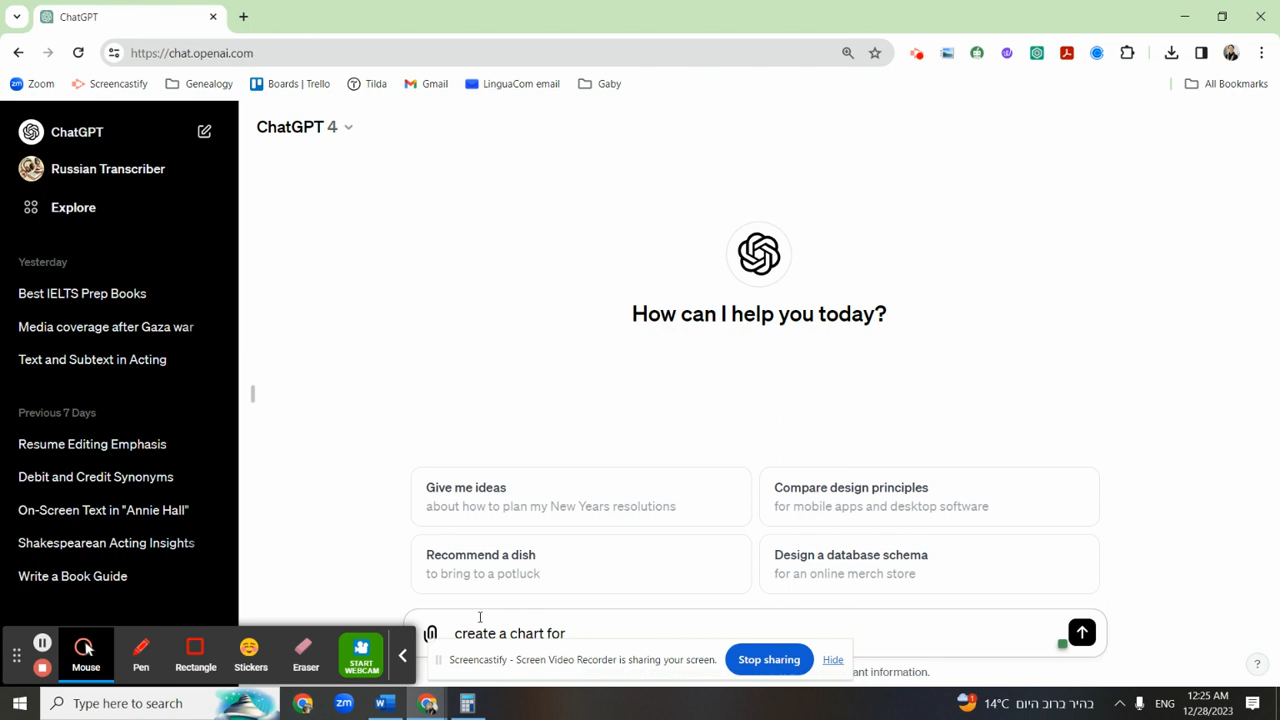 ChatGPT
https://chat.openai.com
Zoom
Screencastify
Genealogy
Boards | Trello
Tilda
Gmail
LinguaCom email
Gaby
All Bookmarks
ChatGPT
Russian Transcriber
Explore
Yesterday
Best IELTS Prep Books
Media coverage after Gaza war
Text and Subtext in Acting
Previous 7 Days
Resume Editing Emphasis
Debit and Credit Synonyms
On-Screen Text in "Annie Hall"
Shakespearean Acting Insights
Write a Book Guide
ChatGPT 4
How can I help you today?
Give me ideas
about how to plan my New Years resolutions
Compare design principles
for mobile apps and desktop software
Recommend a dish
to bring to a potluck
Design a database schema
for an online merch store
create a chart for
Screencastify - Screen Video Recorder is sharing your screen.
Stop sharing
Hide
tant information.
?
Mouse
Pen
Rectangle
Stickers
Eraser
START
WEBCAM
Type here to search
zm
14°C
בהיר ברוב היום
ENG
12:25 AM
12/28/2023